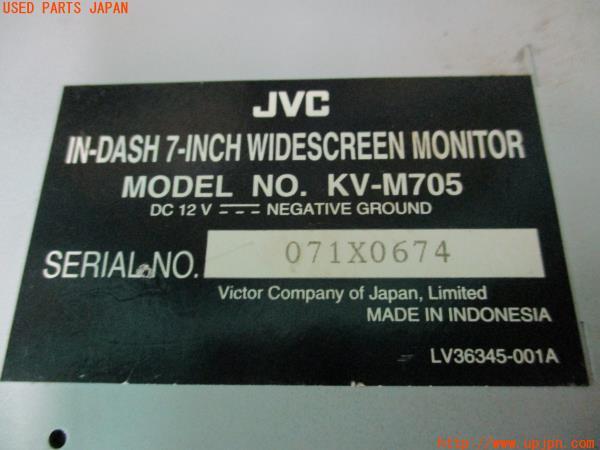 USED PARTS JAPAN
JVC
IN-DASH 7-INCH WIDESCREEN MONITOR
MODEL NO. KV-M705
DC 12 V NEGATIVE GROUND
SERIAL NO. 071X0674
Victor Company of Japan, Limited
MADE IN INDONESIA
LV36345-001A
http://www.upjpn.com/